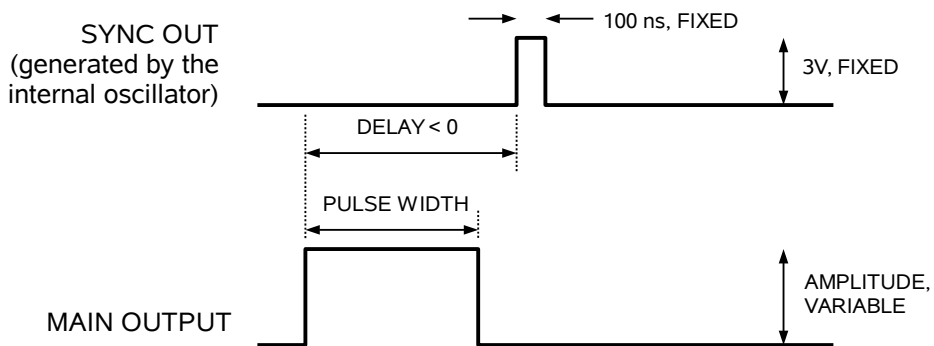 100 ns, FIXED
SYNC OUT
(generated by the
internal oscillator)
3V, FIXED
DELAY < 0
PULSE WIDTH
AMPLITUDE,
VARIABLE
MAIN OUTPUT